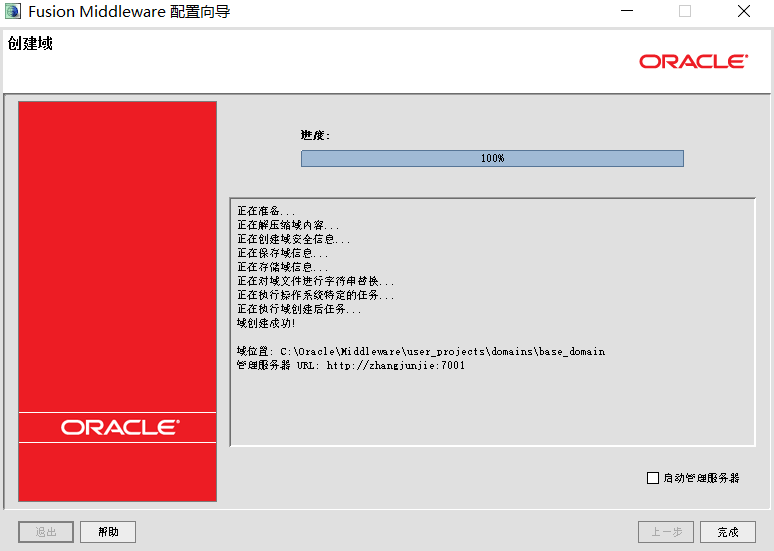 Fusion Middleware 配置向导
创建域
ORACLE
进度:
100%
正在准备...
正在解压缩域内容...
正在创建域安全信息...
正在保存域信息...
正在存储域信息...
正在对域文件进行字符串替换...
正在执行操作系统特定的任务...
正在执行域创建后任务...
域创建成功!
域位置: C:\Oracle\Middleware\user_projects\domains\base_domain
管理服务器 URL: http://zhangjunjie:7001
ORACLE
启动管理服务器
退出
帮助
上一步
完成